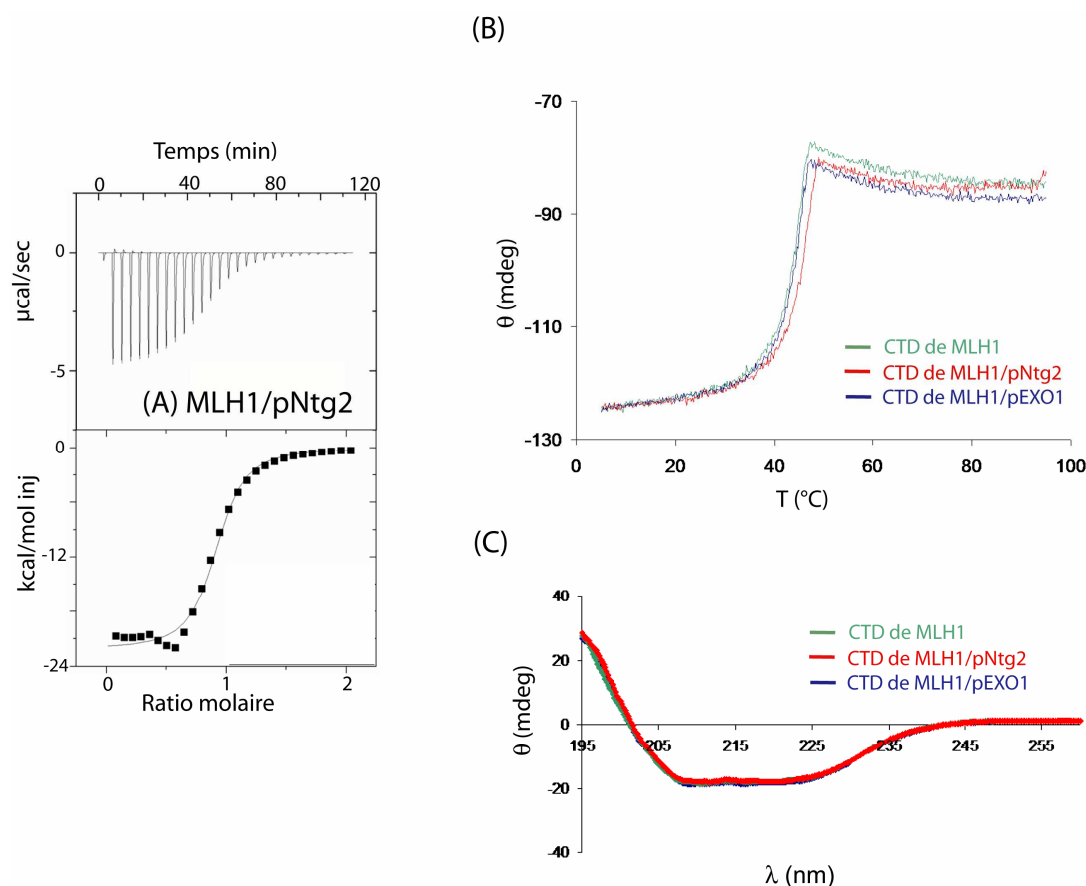 (B)
Temps (min)
0 40 80 120
0
-5
µcal/sec
(A) MLH1/pNtg2
0
-12
-24
kcal/mol inj
0 1 2
Ratio molaire
-70
-90
-110
-130
θ (mdeg)
CTD de MLH1
CTD de MLH1/pNtg2
CTD de MLH1/pEXO1
0 20 40 60 80 100
T (°C)
(C)
40
20
0
-20
-40
θ (mdeg)
CTD de MLH1
CTD de MLH1/pNtg2
CTD de MLH1/pEXO1
195 205 215 225 235 245 255
λ (nm)